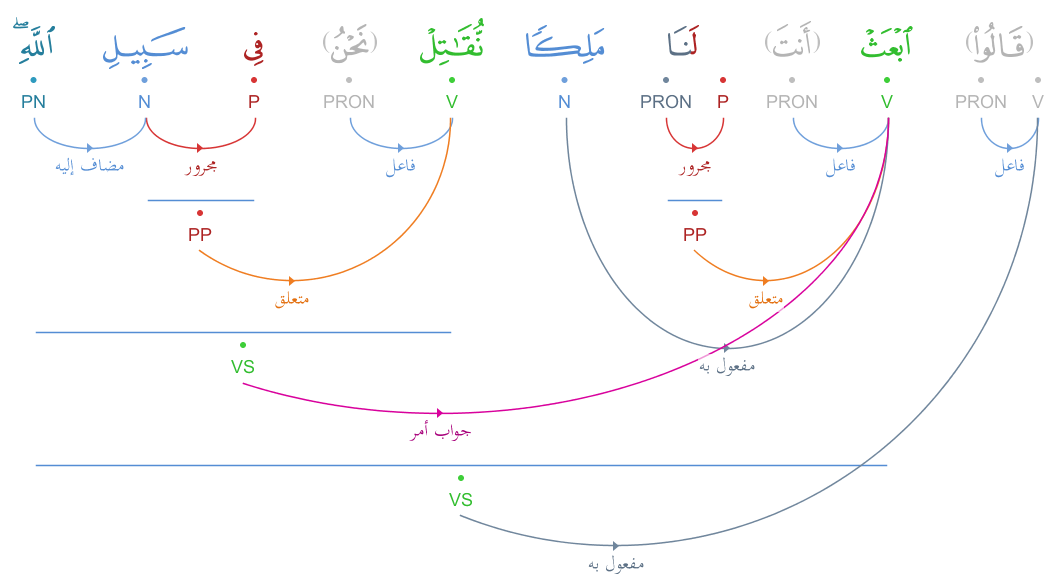 (قَالُوا۟) ٱبْعَثْ (أَنتَ) لَنَا مَلِكًا نُّقَٰتِلْ (نَحْنُ) فِى سَبِيلِ ٱللَّهِ ۖ
V PRON V PRON P PRON N V PRON P N PN
فاعل فاعل مجرور فاعل مجرور مضاف إليه
PP PP
متعلق متعلق
VS مفعول به
جواب أمر
VS
مفعول به